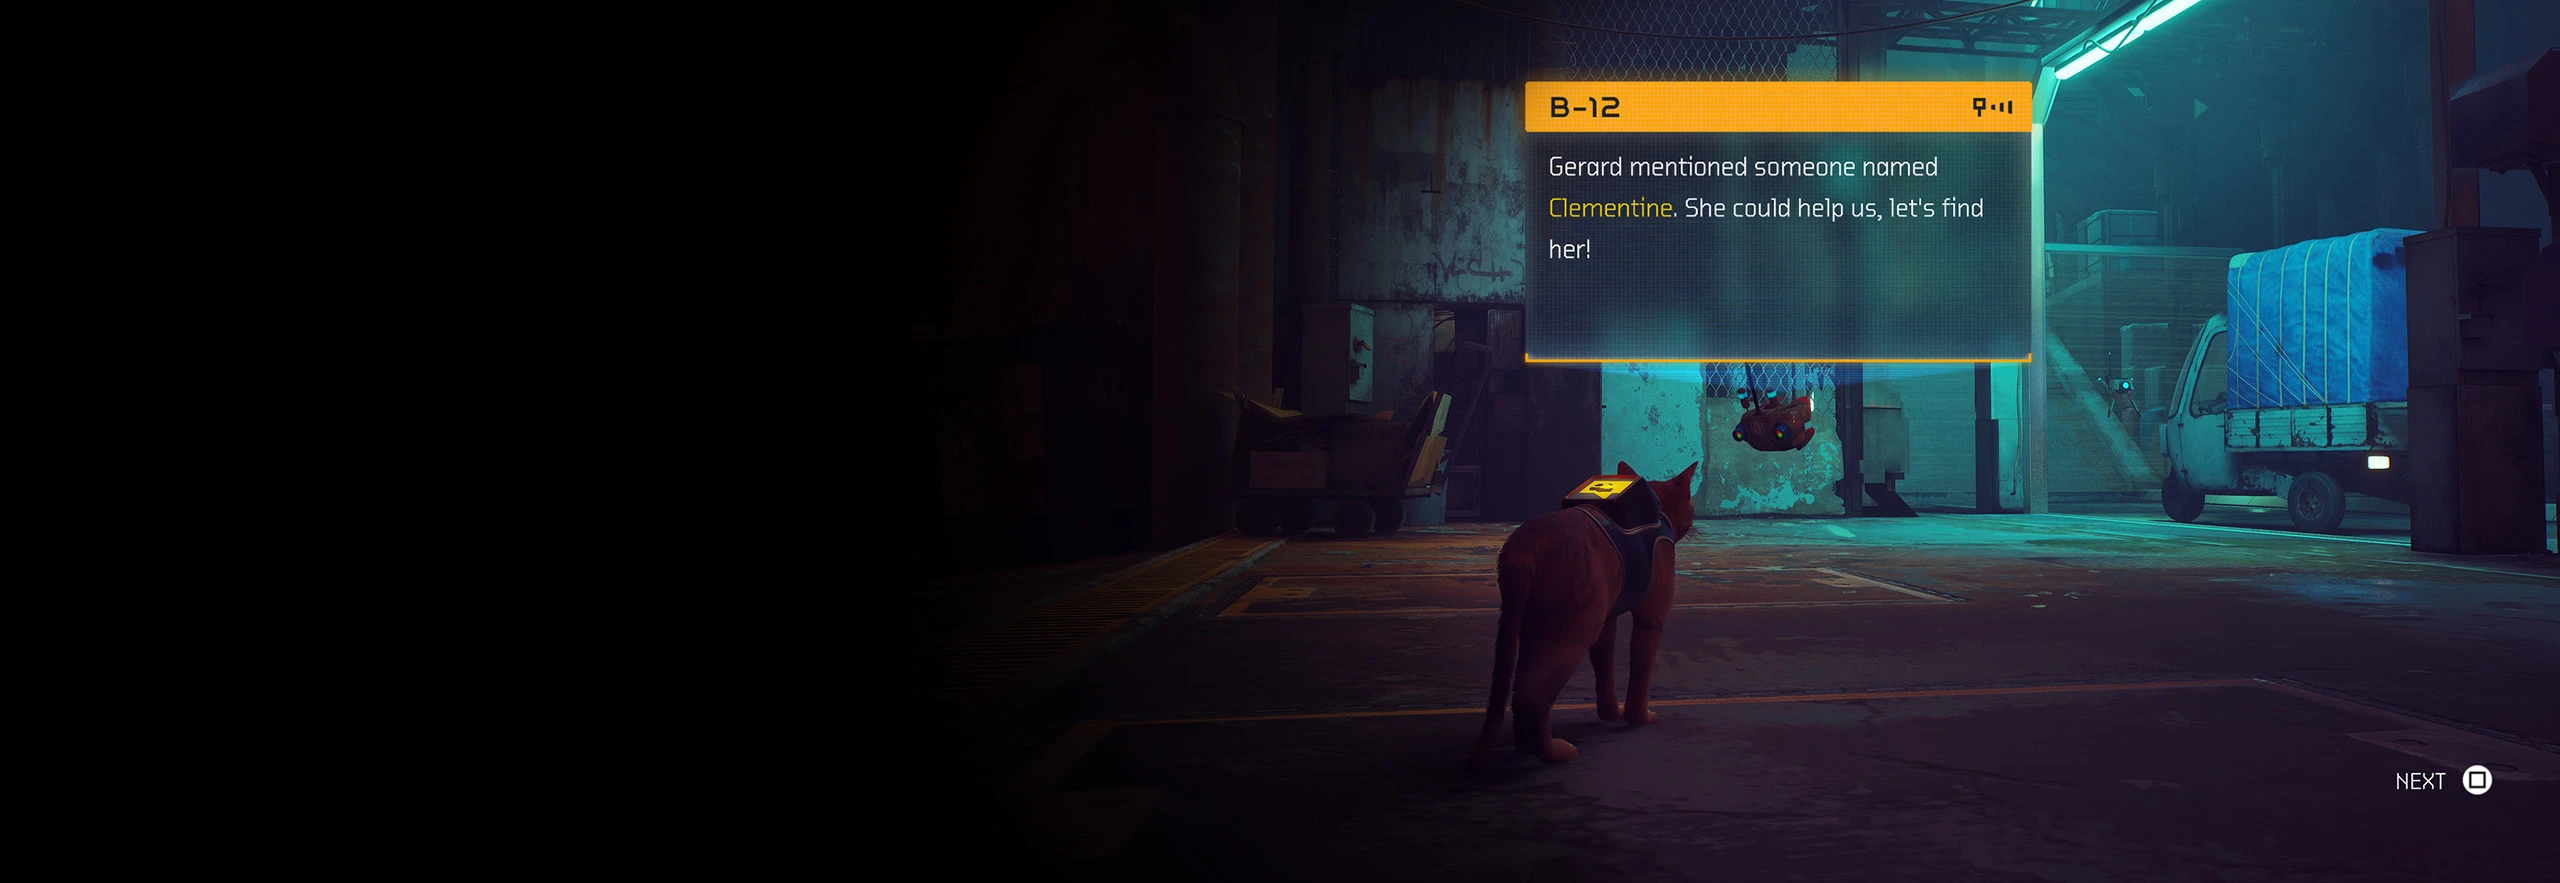 B-12
Gerard mentioned someone named
Clementine. She could help us, let's find
her!
NEXT